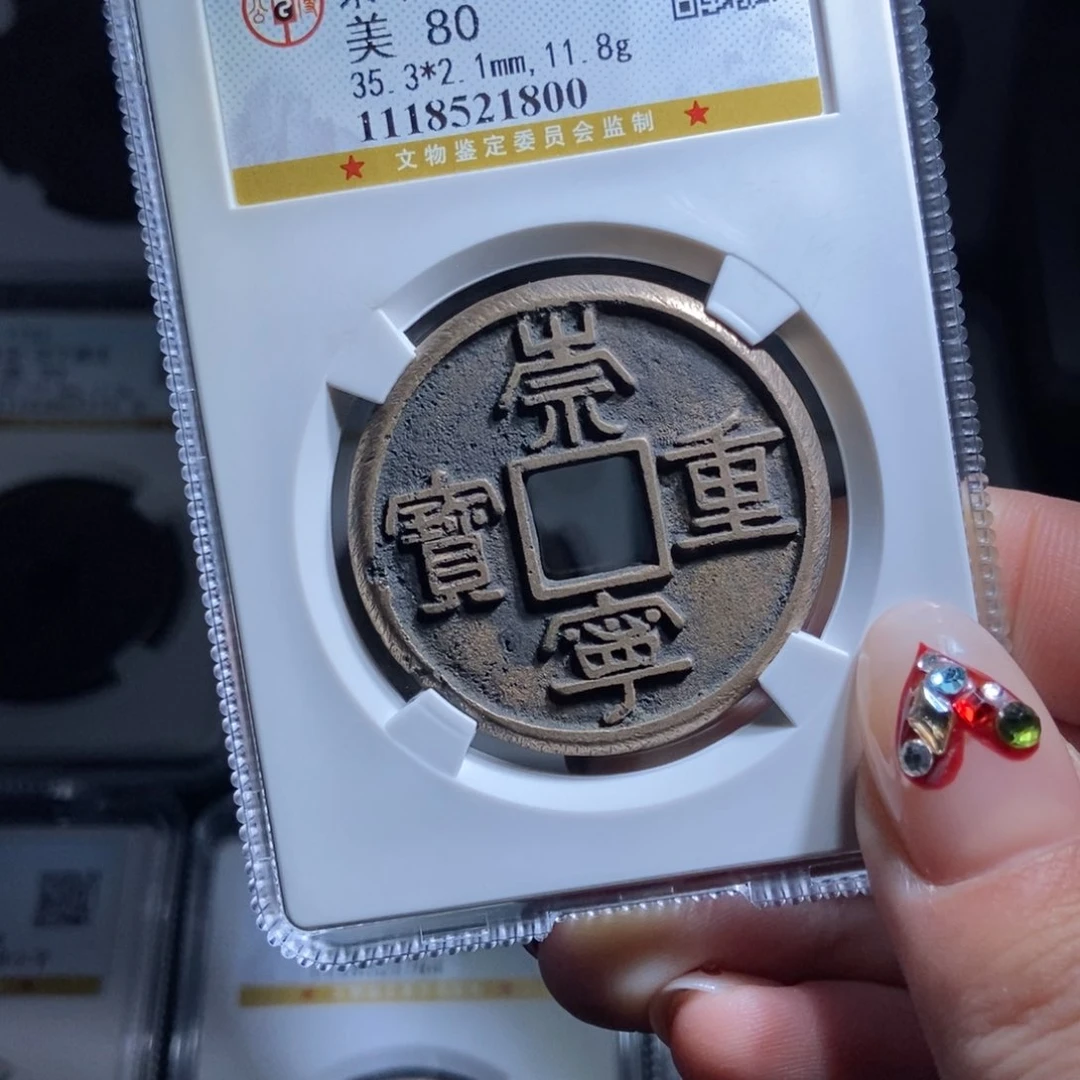 美 80
35.3*2.1mm,11.8g
1118521800
★ 文物鉴定委员会监制 ★
崇
重
寧
寶